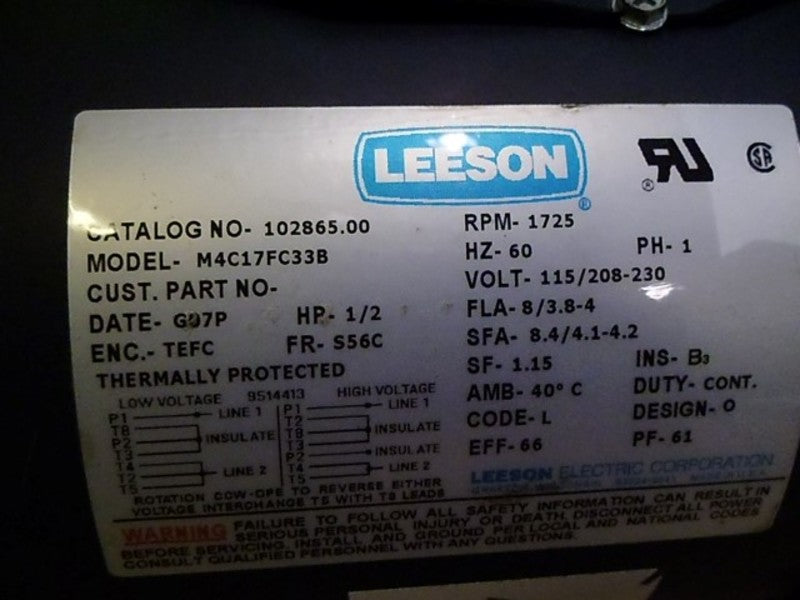 LEESON
®
CATALOG NO- 102865.00
MODEL- M4C17FC33B
CUST. PART NO-
DATE- G07P HP- 1/2
ENC.- TEFC FR- S56C
THERMALLY PROTECTED
RPM- 1725
HZ- 60 PH- 1
VOLT- 115/208-230
FLA- 8/3.8-4
SFA- 8.4/4.1-4.2
SF- 1.15 INS- B3
AMB- 40° C DUTY- CONT.
CODE- L DESIGN- O
EFF- 66 PF- 61
LOW VOLTAGE 9514413 HIGH VOLTAGE
P1 LINE 1
T8
P2 INSULATE
T3
T4
T2 LINE 2
T5
P1 LINE 1
T2
T8 INSULATE
T3
P2 INSULATE
T4 LINE 2
T5
ROTATION CCW-OPE TO REVERSE EITHER
VOLTAGE INTERCHANGE T5 WITH T8 LEADS
LEESON ELECTRIC CORPORATION
WARNING FAILURE TO FOLLOW ALL SAFETY INFORMATION CAN RESULT IN
SERIOUS PERSONAL INJURY OR DEATH. DISCONNECT ALL POWER
BEFORE SERVICING. INSTALL AND GROUND PER LOCAL AND NATIONAL CODES
CONSULT QUALIFIED PERSONNEL WITH ANY QUESTIONS.